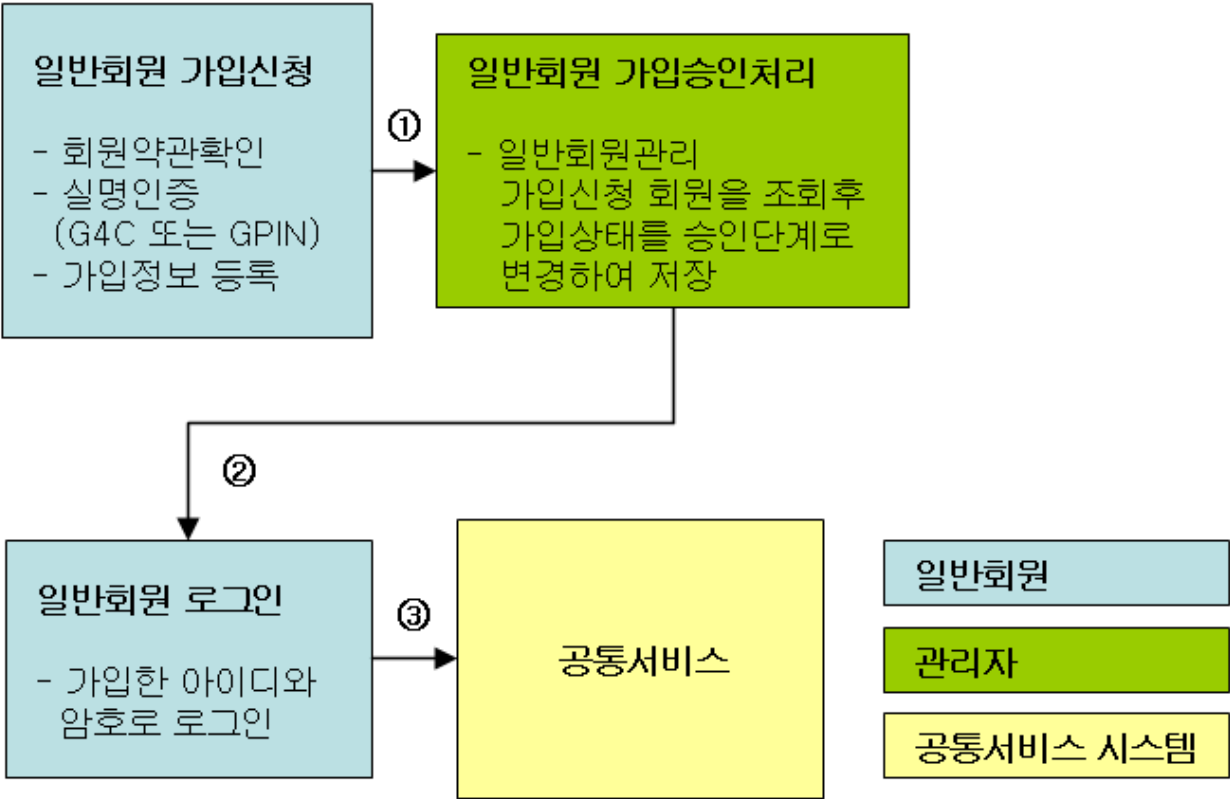 일반회원 가입신청
- 회원약관확인
- 실명인증
(G4C 또는 GPIN)
- 가입정보 등록
①
일반회원 가입승인처리
- 일반회원관리
가입신청 회원을 조회후
가입상태를 승인단계로
변경하여 저장
②
일반회원 로그인
- 가입한 아이디와
암호로 로그인
③
공통서비스
일반회원
관리자
공통서비스 시스템